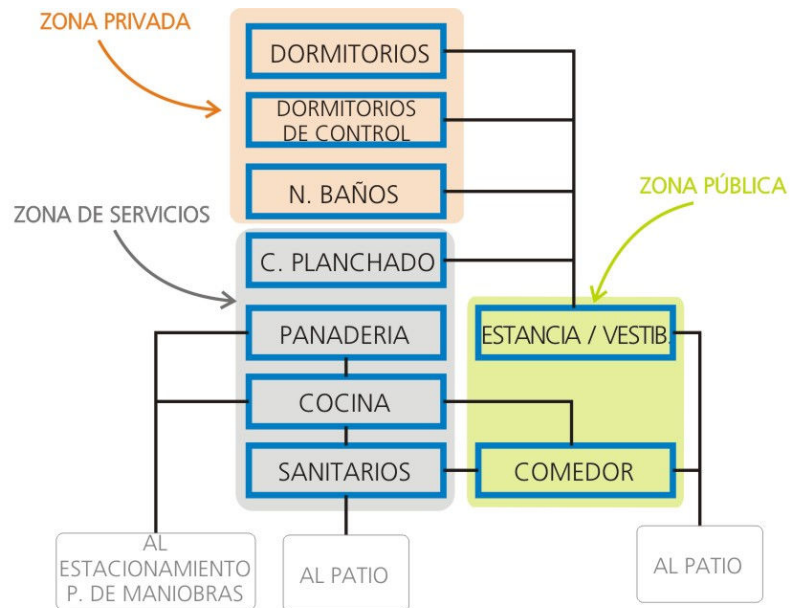 ZONA PRIVADA
DORMITORIOS
DORMITORIOS
DE CONTROL
N. BAÑOS
ZONA PÚBLICA
ZONA DE SERVICIOS
C. PLANCHADO
PANADERIA
ESTANCIA / VESTIB.
COCINA
SANITARIOS
COMEDOR
AL
ESTACIONAMIENTO
P. DE MANIOBRAS
AL PATIO
AL PATIO